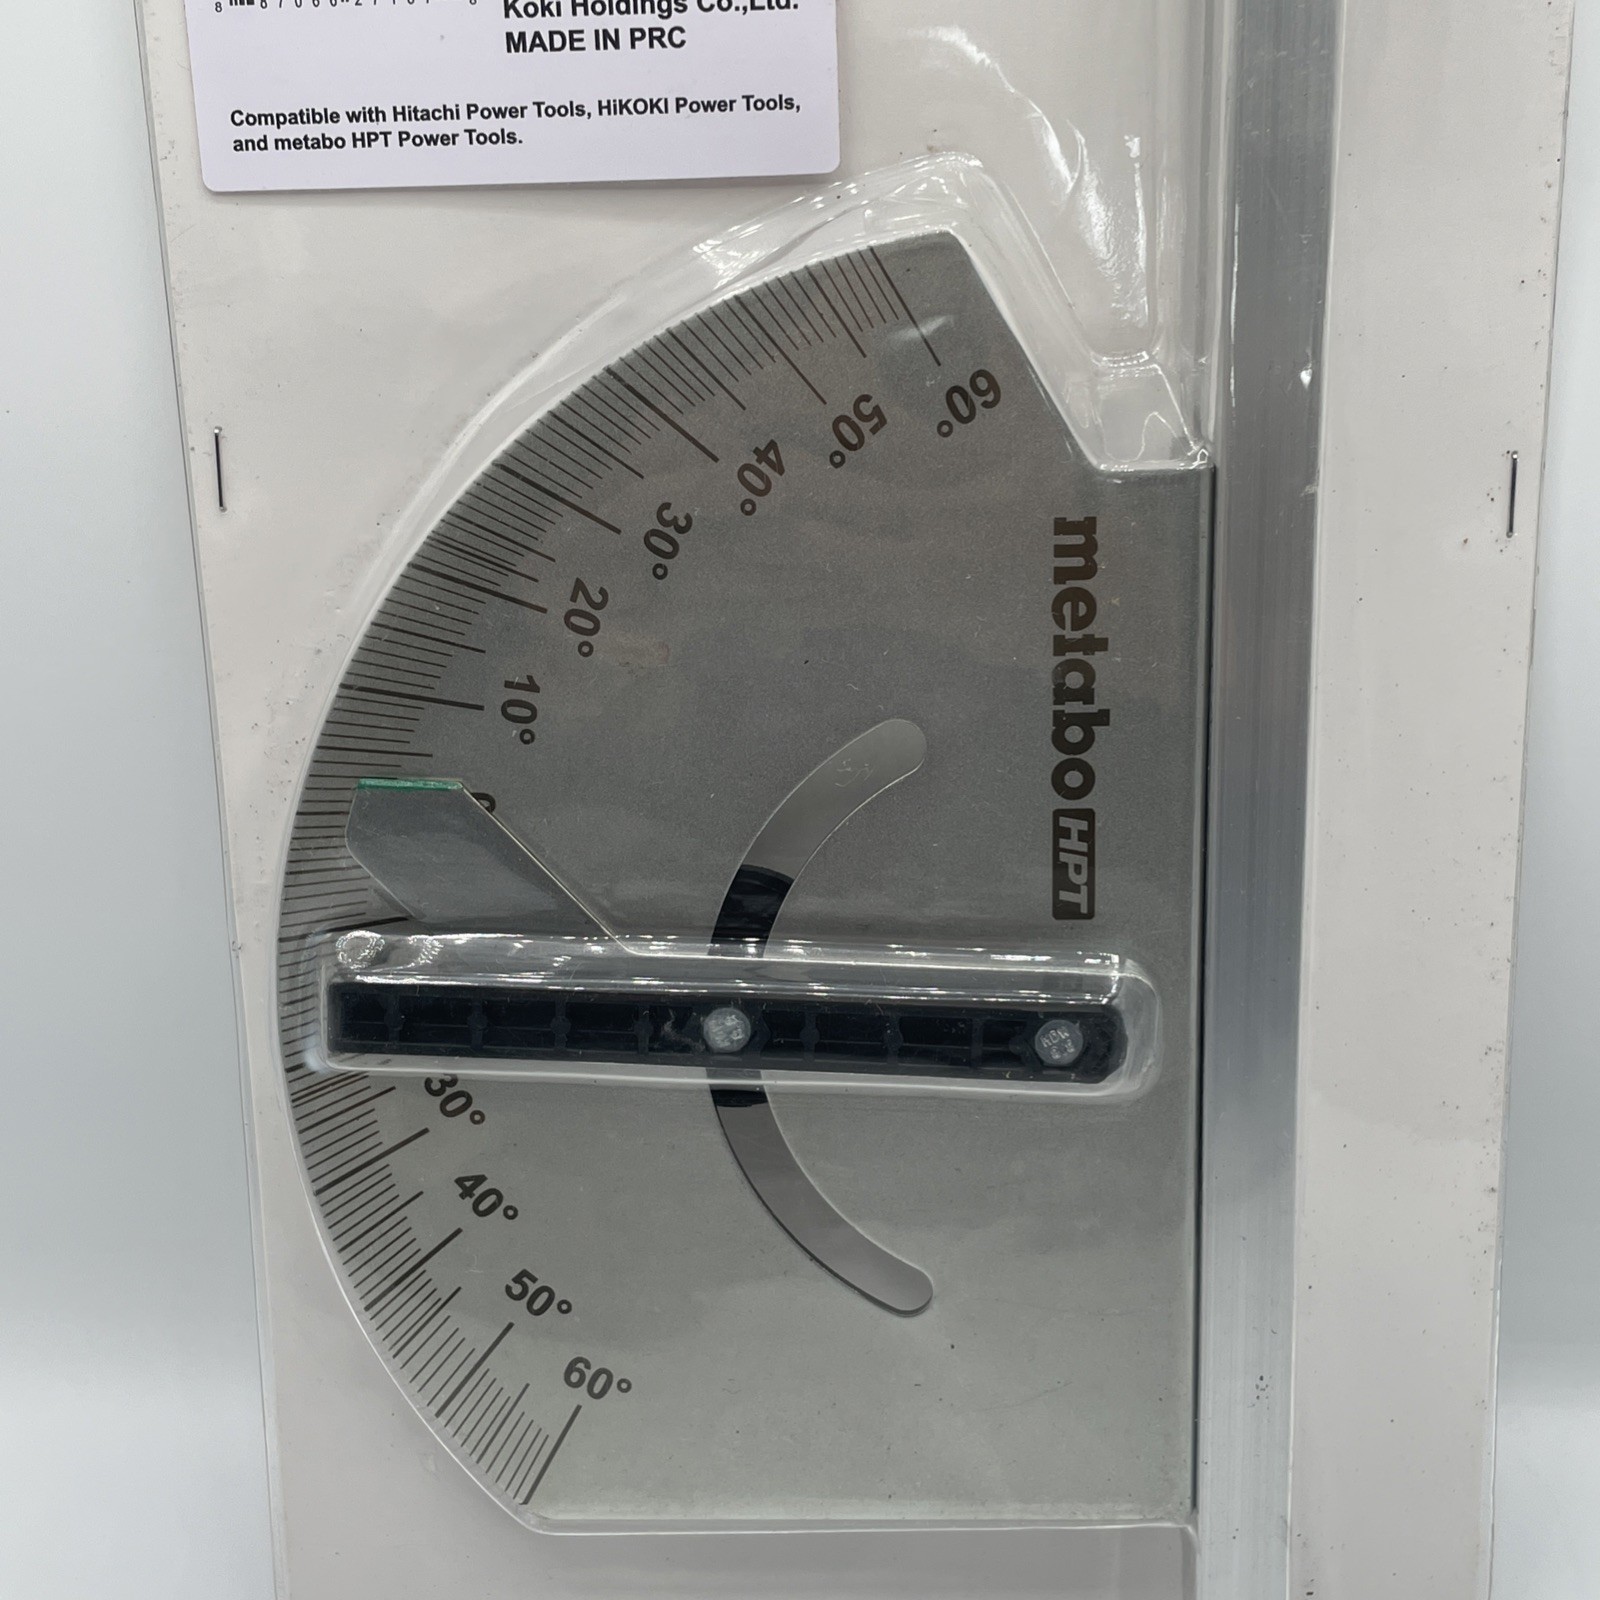 Koki Holdings Co.,Ltd.
MADE IN PRC
Compatible with Hitachi Power Tools, HiKOKI Power Tools,
and metabo HPT Power Tools.
60°
50°
40°
30°
20°
10°
30°
40°
50°
60°
metabo HPT